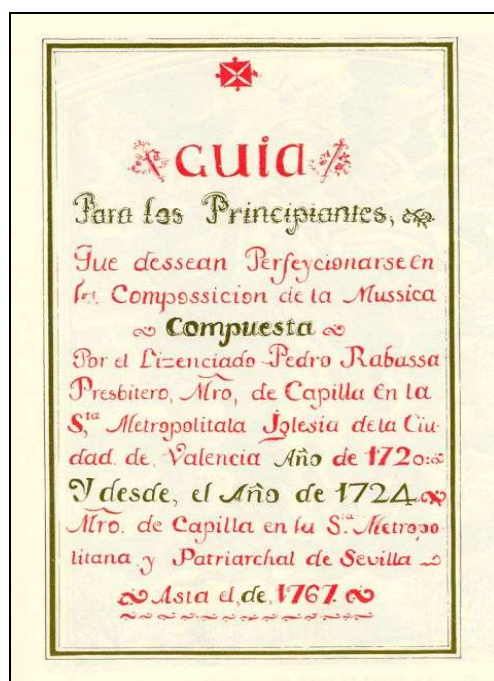 GUIA
Para los Principiantes,
Que dessean Perfeycionarse en
la Compossicion de la Mussica
Compuesta
Por el Lizenciado Pedro Rabassa
Presbitero, Mro, de Capilla en la
S,ta Metropolitala Iglesia de la Ciu-
dad. de, Valencia Año de 1720:
Y desde, el Año de 1724
Mro. de Capilla en la S.ta Metropo-
litana y Patriarchal de Sevilla
Asta el, de, 1767.